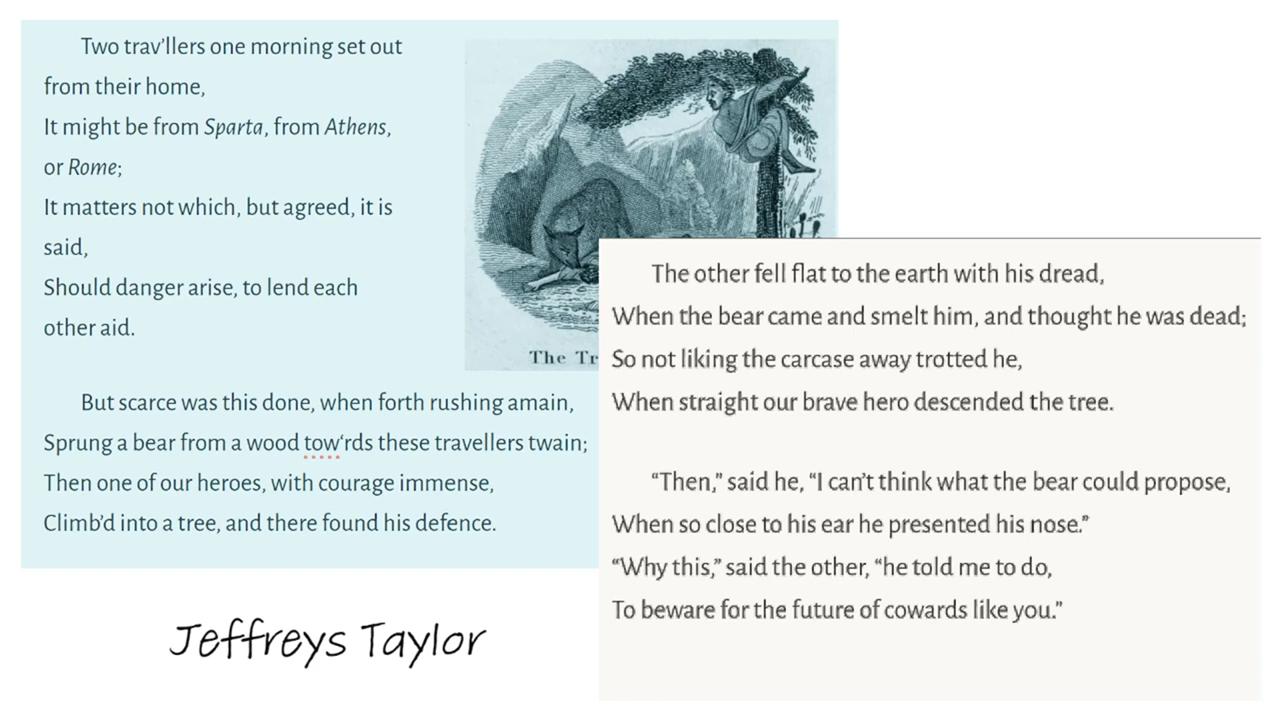 Two trav’llers one morning set out
from their home,
It might be from Sparta, from Athens,
or Rome;
It matters not which, but agreed, it is
said,
Should danger arise, to lend each
other aid.
The Tr
But scarce was this done, when forth rushing amain,
Sprung a bear from a wood tow‘rds these travellers twain;
Then one of our heroes, with courage immense,
Climb’d into a tree, and there found his defence.
The other fell flat to the earth with his dread,
When the bear came and smelt him, and thought he was dead;
So not liking the carcase away trotted he,
When straight our brave hero descended the tree.
“Then,” said he, “I can’t think what the bear could propose,
When so close to his ear he presented his nose.”
“Why this,” said the other, “he told me to do,
To beware for the future of cowards like you.”
Jeffreys Taylor